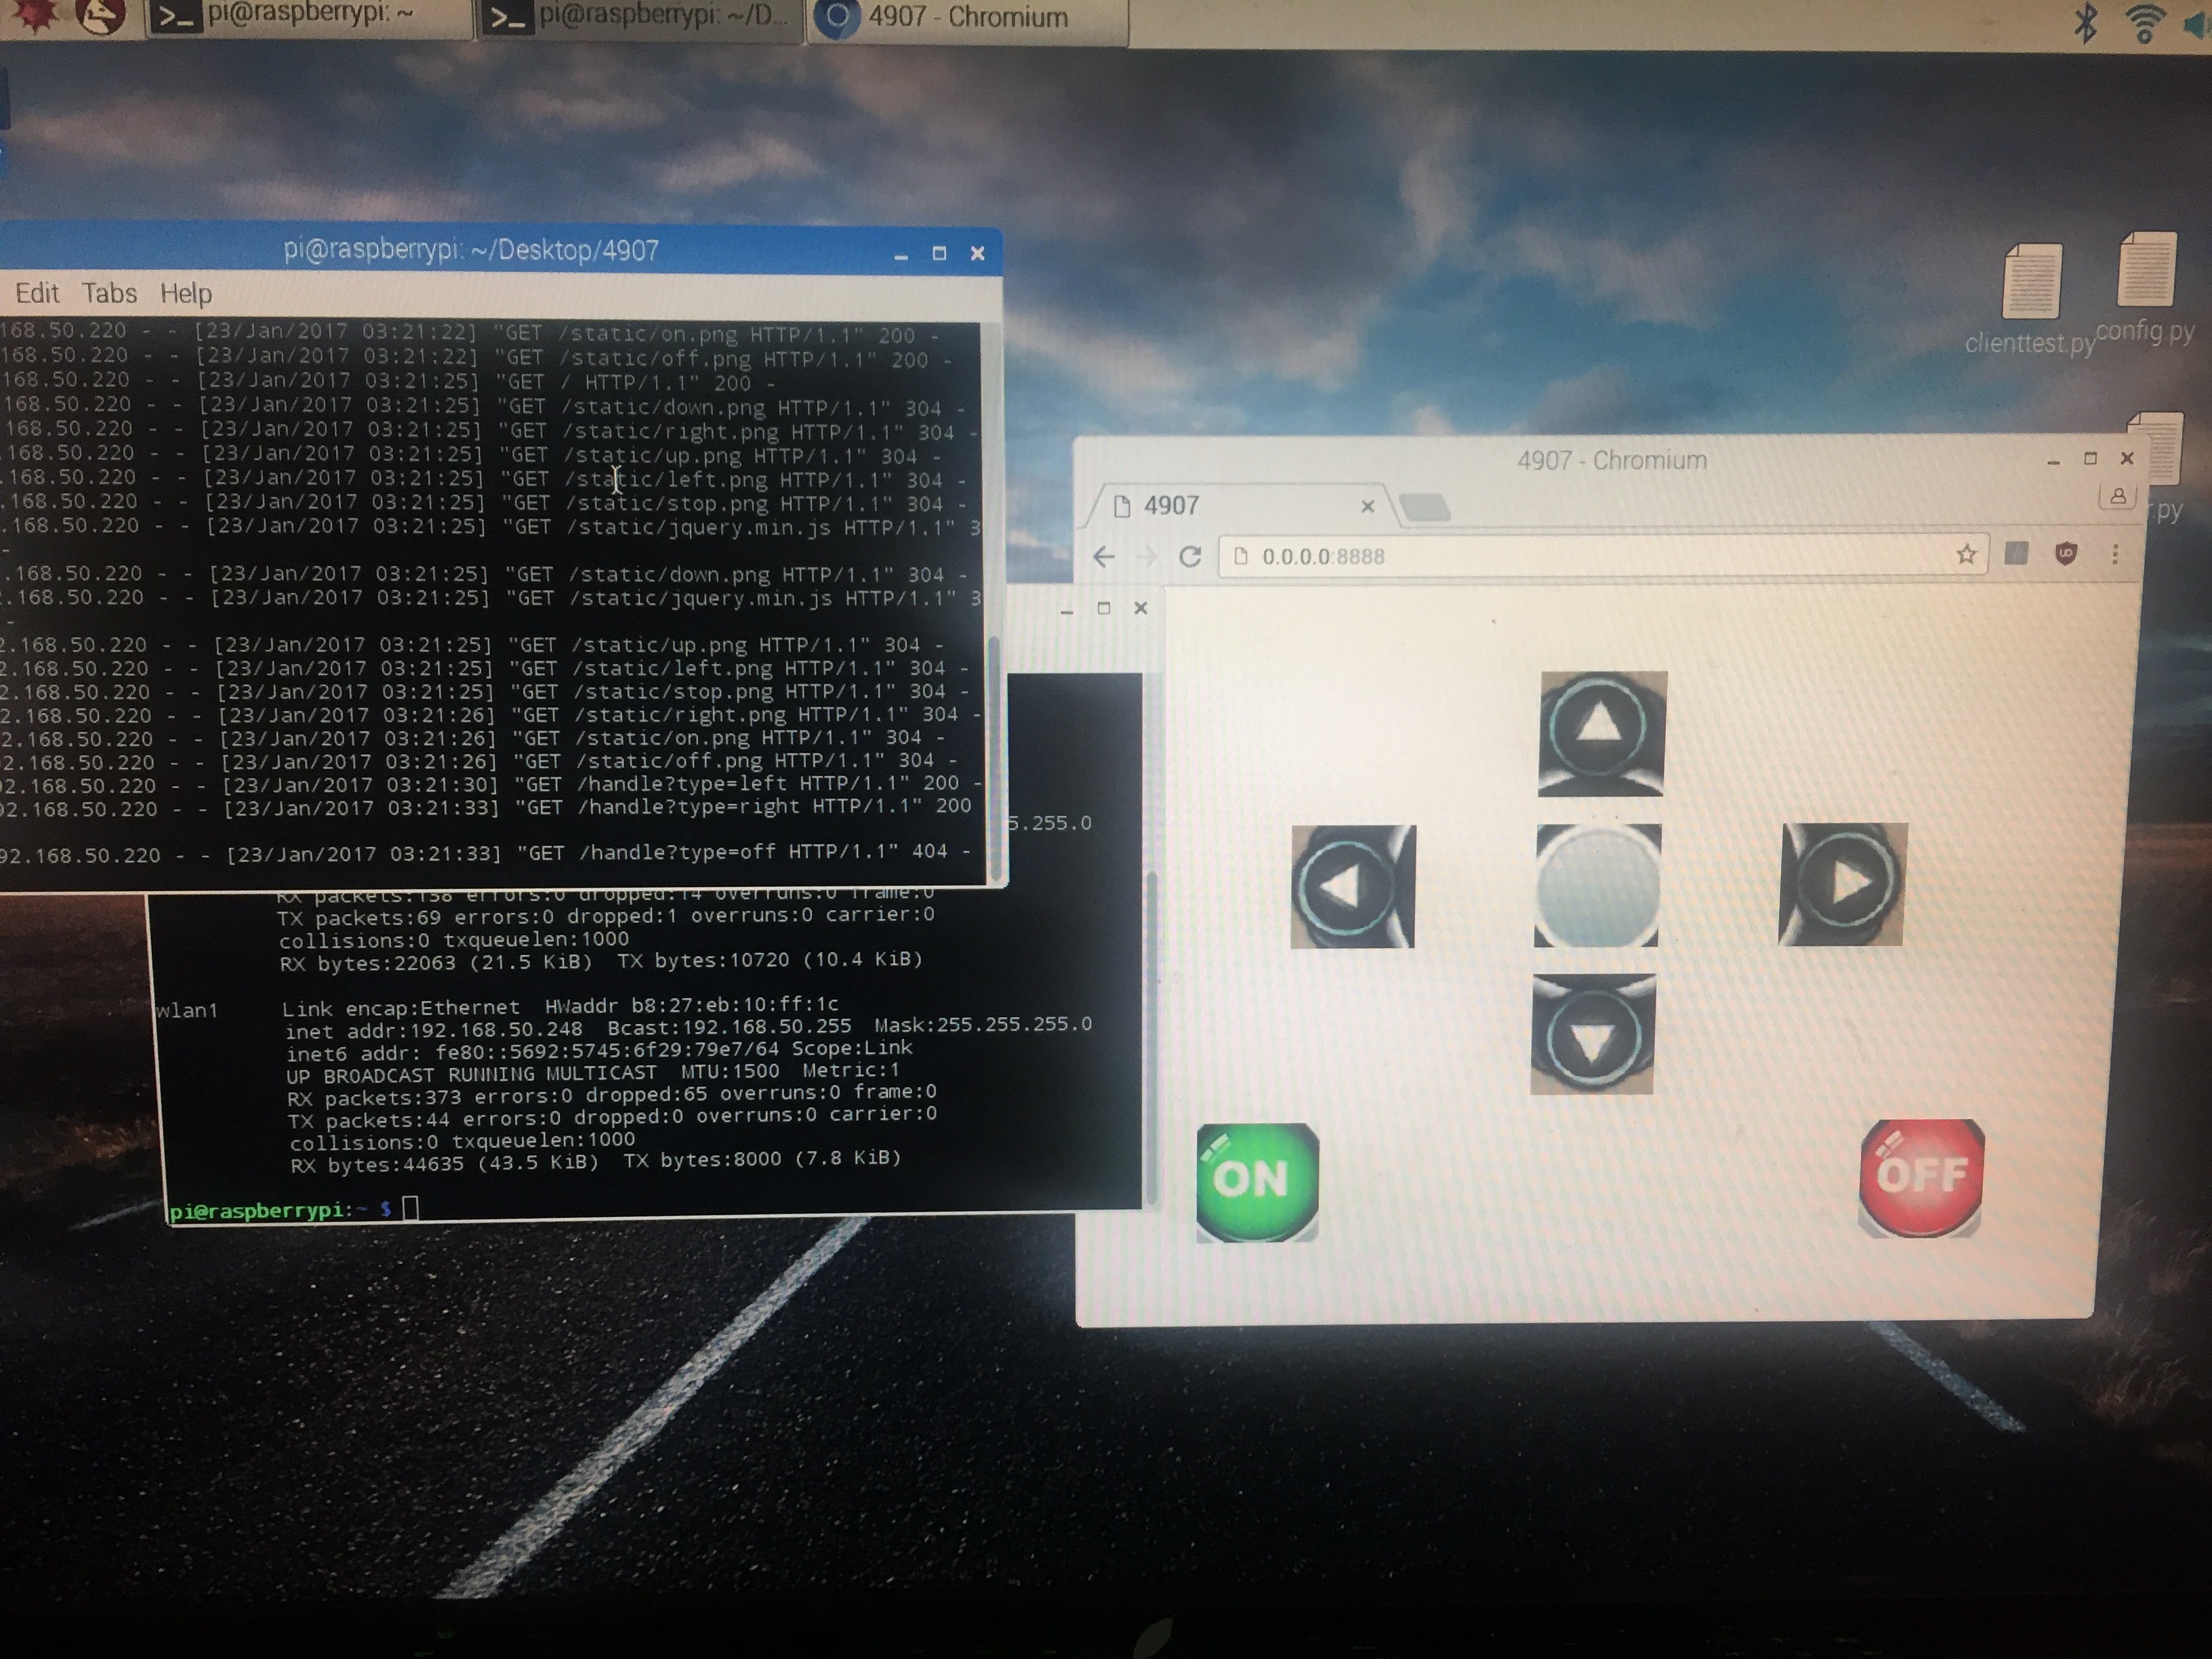 pi@raspberrypi: ~
pi@raspberrypi: ~/D...
4907 - Chromium
pi@raspberrypi: ~/Desktop/4907
Edit Tabs Help
168.50.220 - - [23/Jan/2017 03:21:22] "GET /static/on.png HTTP/1.1" 200 -
168.50.220 - - [23/Jan/2017 03:21:22] "GET /static/off.png HTTP/1.1" 200 -
168.50.220 - - [23/Jan/2017 03:21:25] "GET / HTTP/1.1" 200 -
168.50.220 - - [23/Jan/2017 03:21:25] "GET /static/down.png HTTP/1.1" 304 -
168.50.220 - - [23/Jan/2017 03:21:25] "GET /static/right.png HTTP/1.1" 304 -
168.50.220 - - [23/Jan/2017 03:21:25] "GET /static/up.png HTTP/1.1" 304 -
.168.50.220 - - [23/Jan/2017 03:21:25] "GET /static/left.png HTTP/1.1" 304 -
.168.50.220 - - [23/Jan/2017 03:21:25] "GET /static/stop.png HTTP/1.1" 304 -
.168.50.220 - - [23/Jan/2017 03:21:25] "GET /static/jquery.min.js HTTP/1.1" 3
-
.168.50.220 - - [23/Jan/2017 03:21:25] "GET /static/down.png HTTP/1.1" 304 -
.168.50.220 - - [23/Jan/2017 03:21:25] "GET /static/jquery.min.js HTTP/1.1" 3
-
2.168.50.220 - - [23/Jan/2017 03:21:25] "GET /static/up.png HTTP/1.1" 304 -
2.168.50.220 - - [23/Jan/2017 03:21:25] "GET /static/left.png HTTP/1.1" 304 -
2.168.50.220 - - [23/Jan/2017 03:21:25] "GET /static/stop.png HTTP/1.1" 304 -
2.168.50.220 - - [23/Jan/2017 03:21:26] "GET /static/right.png HTTP/1.1" 304 -
2.168.50.220 - - [23/Jan/2017 03:21:26] "GET /static/on.png HTTP/1.1" 304 -
2.168.50.220 - - [23/Jan/2017 03:21:26] "GET /static/off.png HTTP/1.1" 304 -
92.168.50.220 - - [23/Jan/2017 03:21:30] "GET /handle?type=left HTTP/1.1" 200 -
92.168.50.220 - - [23/Jan/2017 03:21:33] "GET /handle?type=right HTTP/1.1" 200
92.168.50.220 - - [23/Jan/2017 03:21:33] "GET /handle?type=off HTTP/1.1" 404 -
5.255.0
RX packets:138 errors:0 dropped:14 overruns:0 frame:0
TX packets:69 errors:0 dropped:1 overruns:0 carrier:0
collisions:0 txqueuelen:1000
RX bytes:22063 (21.5 KiB) TX bytes:10720 (10.4 KiB)
wlan1 Link encap:Ethernet HWaddr b8:27:eb:10:ff:1c
inet addr:192.168.50.248 Bcast:192.168.50.255 Mask:255.255.255.0
inet6 addr: fe80::5692:5745:6f29:79e7/64 Scope:Link
UP BROADCAST RUNNING MULTICAST MTU:1500 Metric:1
RX packets:373 errors:0 dropped:65 overruns:0 frame:0
TX packets:44 errors:0 dropped:0 overruns:0 carrier:0
collisions:0 txqueuelen:1000
RX bytes:44635 (43.5 KiB) TX bytes:8000 (7.8 KiB)
pi@raspberrypi:~ $
clienttest.py
config.py
.py
4907 - Chromium
4907
0.0.0.0:8888
ON
OFF